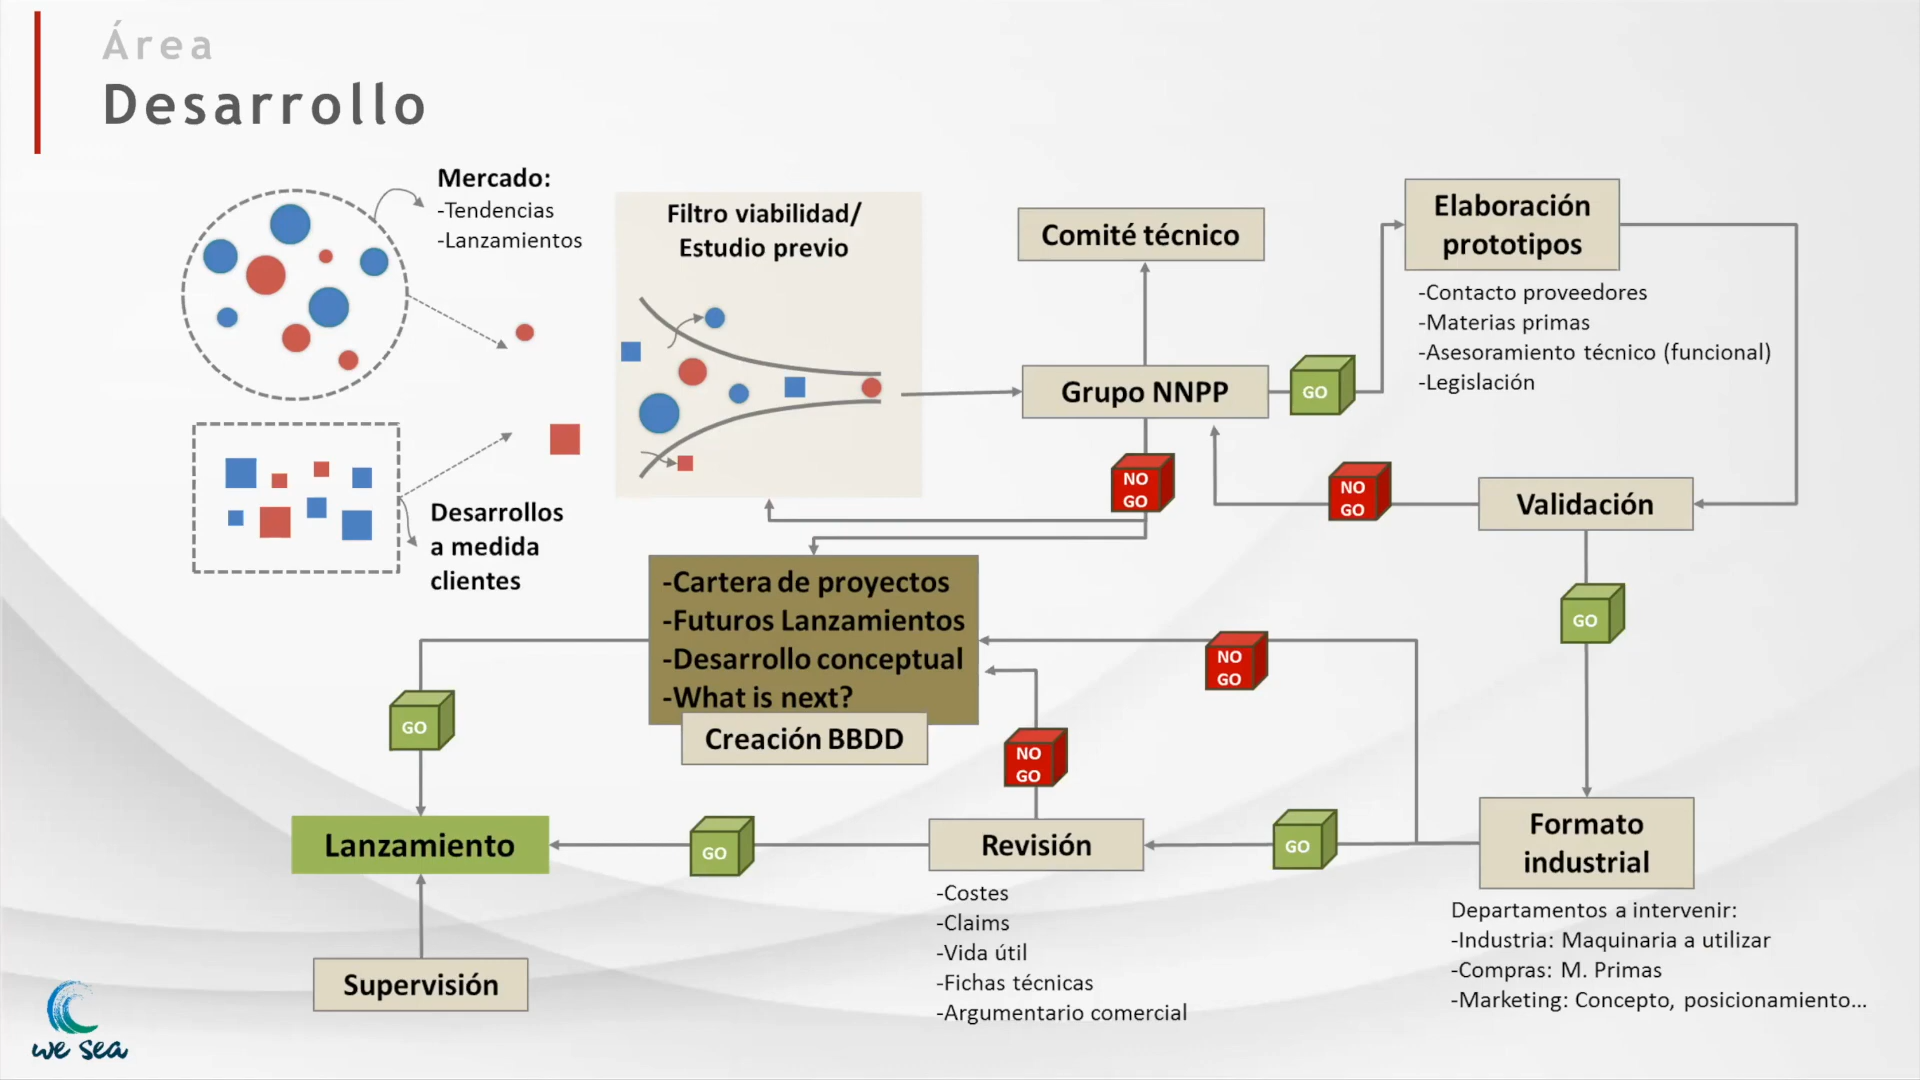 Área
Desarrollo
Mercado:
-Tendencias
-Lanzamientos
Desarrollos
a medida
clientes
Filtro viabilidad/
Estudio previo
Comité técnico
Grupo NNPP
GO
NO
GO
Elaboración
prototipos
-Contacto proveedores
-Materias primas
-Asesoramiento técnico (funcional)
-Legislación
NO
GO
Validación
GO
-Cartera de proyectos
-Futuros Lanzamientos
-Desarrollo conceptual
-What is next?
Creación BBDD
NO
GO
NO
GO
GO
Lanzamiento
GO
Revisión
GO
Formato
industrial
-Costes
-Claims
-Vida útil
-Fichas técnicas
-Argumentario comercial
Departamentos a intervenir:
-Industria: Maquinaria a utilizar
-Compras: M. Primas
-Marketing: Concepto, posicionamiento...
Supervisión
we sea